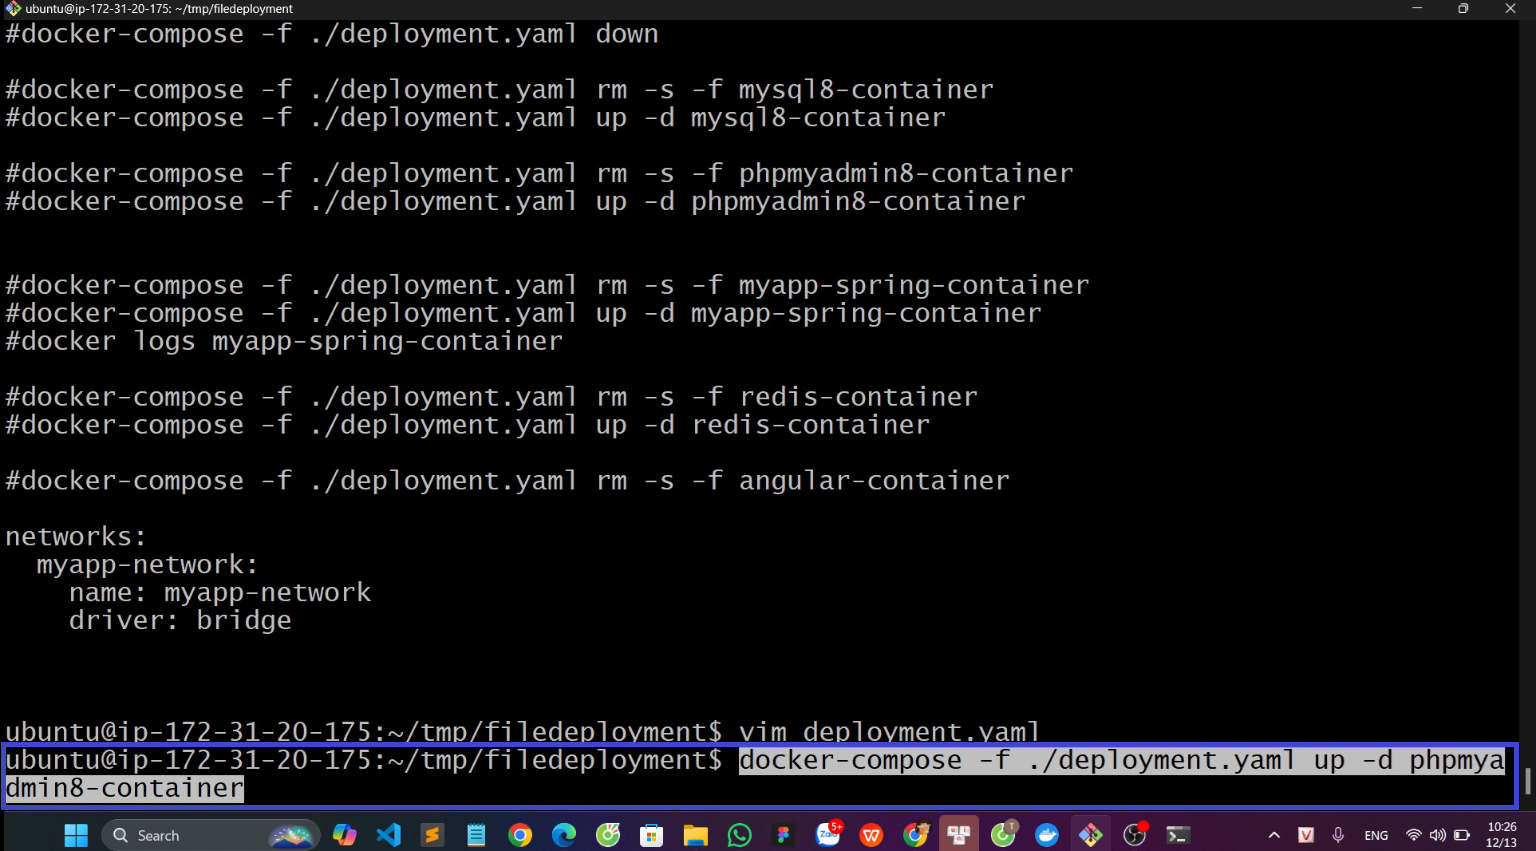 ubuntu@ip-172-31-20-175: ~/tmp/filedeployment
#docker-compose -f ./deployment.yaml down
#docker-compose -f ./deployment.yaml rm -s -f mysql8-container
#docker-compose -f ./deployment.yaml up -d mysql8-container
#docker-compose -f ./deployment.yaml rm -s -f phpmyadmin8-container
#docker-compose -f ./deployment.yaml up -d phpmyadmin8-container
#docker-compose -f ./deployment.yaml rm -s -f myapp-spring-container
#docker-compose -f ./deployment.yaml up -d myapp-spring-container
#docker logs myapp-spring-container
#docker-compose -f ./deployment.yaml rm -s -f redis-container
#docker-compose -f ./deployment.yaml up -d redis-container
#docker-compose -f ./deployment.yaml rm -s -f angular-container
networks:
  myapp-network:
    name: myapp-network
    driver: bridge
ubuntu@ip-172-31-20-175:~/tmp/filedeployment$ vim deployment.yaml
ubuntu@ip-172-31-20-175:~/tmp/filedeployment$ docker-compose -f ./deployment.yaml up -d phpmya
dmin8-container
Search
Zalo
5+
T
V
ENG
10:26
12/13